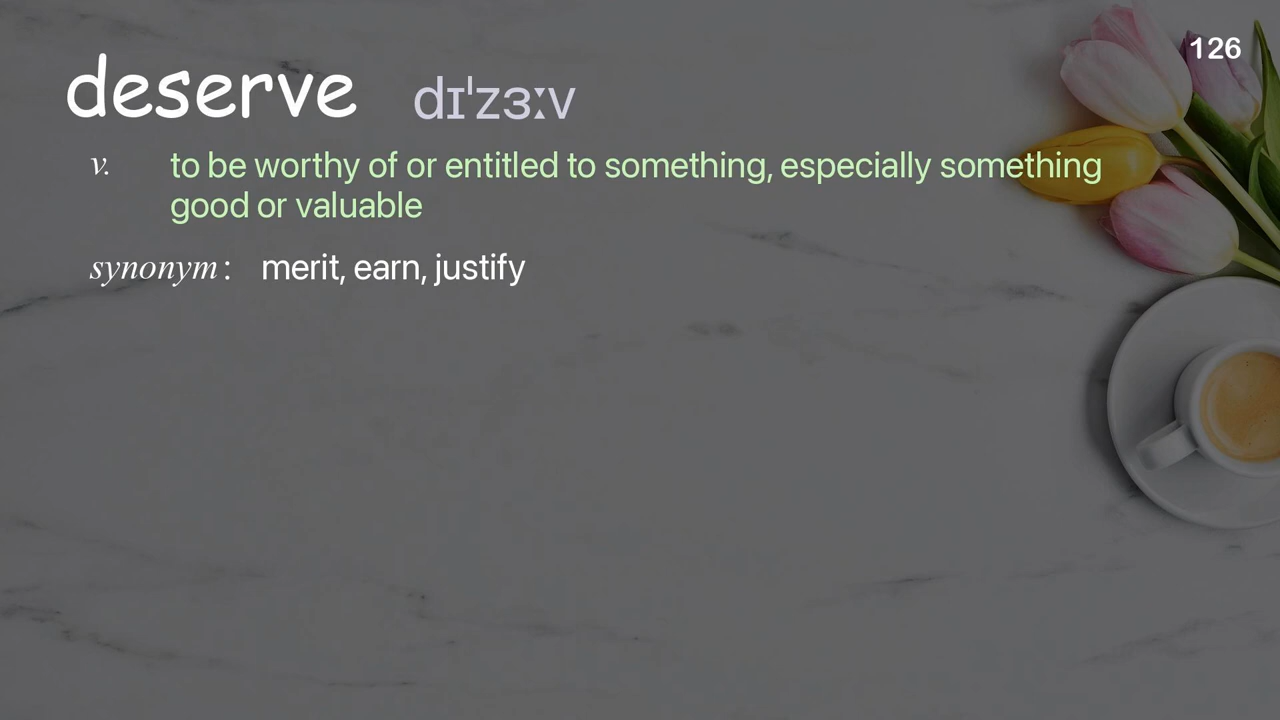 126
deserve dɪˈzɜːv
v. to be worthy of or entitled to something, especially something
good or valuable
synonym: merit, earn, justify